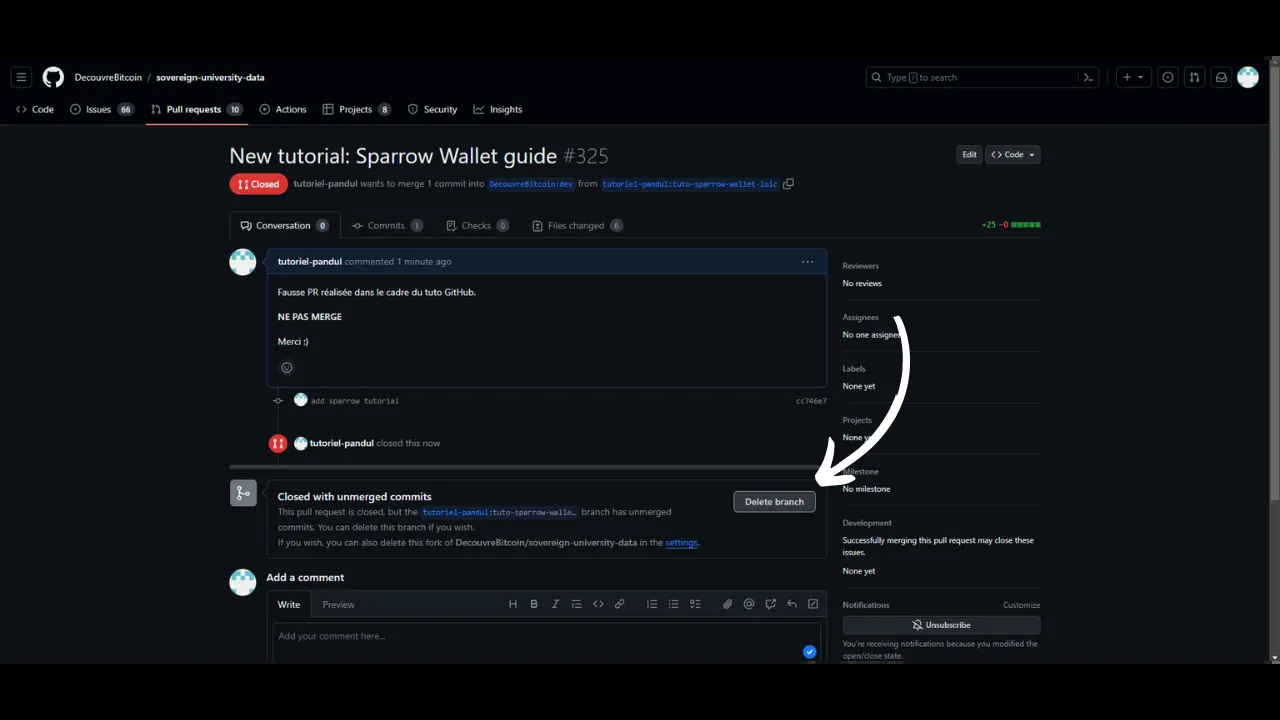 DecouvreBitcoin / sovereign-university-data
Type / to search
Code Issues 66 Pull requests 10 Actions Projects 8 Security Insights
New tutorial: Sparrow Wallet guide #325
Edit <> Code
Closed tutoriel-pandul wants to merge 1 commit into DecouvreBitcoin:dev from tutoriel-pandul:tuto-sparrow-wallet-loic
Conversation 0 Commits 1 Checks 0 Files changed 6
+25 −0
tutoriel-pandul commented 1 minute ago
Fausse PR réalisée dans le cadre du tuto GitHub.
NE PAS MERGE
Merci :)
add sparrow tutorial cc746e7
tutoriel-pandul closed this now
Closed with unmerged commits
This pull request is closed, but the tutoriel-pandul:tuto-sparrow-walle… branch has unmerged
commits. You can delete this branch if you wish.
If you wish, you can also delete this fork of DecouvreBitcoin/sovereign-university-data in the settings.
Delete branch
Add a comment
Write Preview
Add your comment here...
Reviewers
No reviews
Assignees
No one assigned
Labels
None yet
Projects
None yet
Milestone
No milestone
Development
Successfully merging this pull request may close these
issues.
None yet
Notifications Customize
Unsubscribe
You're receiving notifications because you modified the
open/close state.